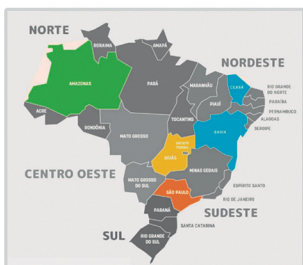 NORTE
RORAIMA
AMAPÁ
NORDESTE
AMAZONAS
PARÁ
MARANHÃO
CEARÁ
RIO GRANDE
DO NORTE
PARAÍBA
PIAUÍ
PERNAMBUCO
ACRE
TOCANTINS
ALAGOAS
RONDÔNIA
SERGIPE
BAHIA
MATO GROSSO
DISTRITO
FEDERAL
GOIÁS
CENTRO OESTE
MINAS GERAIS
MATO GROSSO
DO SUL
ESPÍRITO SANTO
SÃO PAULO
RIO DE JANEIRO
SUDESTE
PARANÁ
SANTA CATARINA
SUL
RIO GRANDE
DO SUL